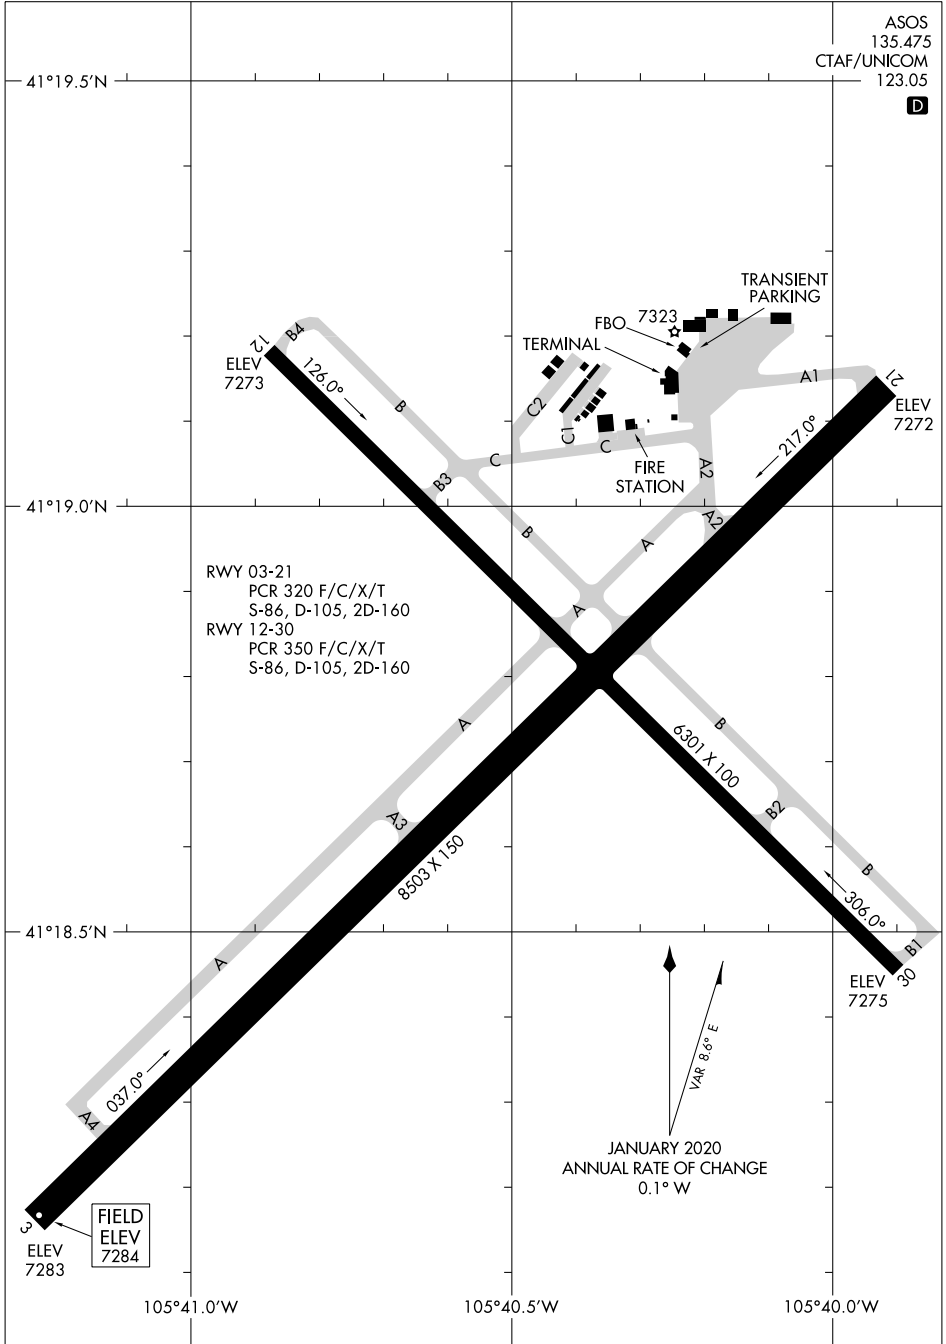 ASOS
135.475
CTAF/UNICOM
123.05
D
41°19.5'N
TRANSIENT
PARKING
7323
FBO
TERMINAL
B4
12
ELEV
7273
126.0°
B
A1
21
ELEV
7272
C2
C1
217.0°
C
C
FIRE
STATION
A2
B3
41°19.0'N
A2
B
A
RWY 03-21
PCR 320 F/C/X/T
S-86, D-105, 2D-160
RWY 12-30
PCR 350 F/C/X/T
S-86, D-105, 2D-160
A
A
B
6301 X 100
B2
A3
8503 X 150
B
306.0°
41°18.5'N
B1
30
A
ELEV
7275
VAR 8.6° E
037.0°
A4
JANUARY 2020
ANNUAL RATE OF CHANGE
0.1° W
3
FIELD
ELEV
7284
ELEV
7283
105°41.0'W
105°40.5'W
105°40.0'W